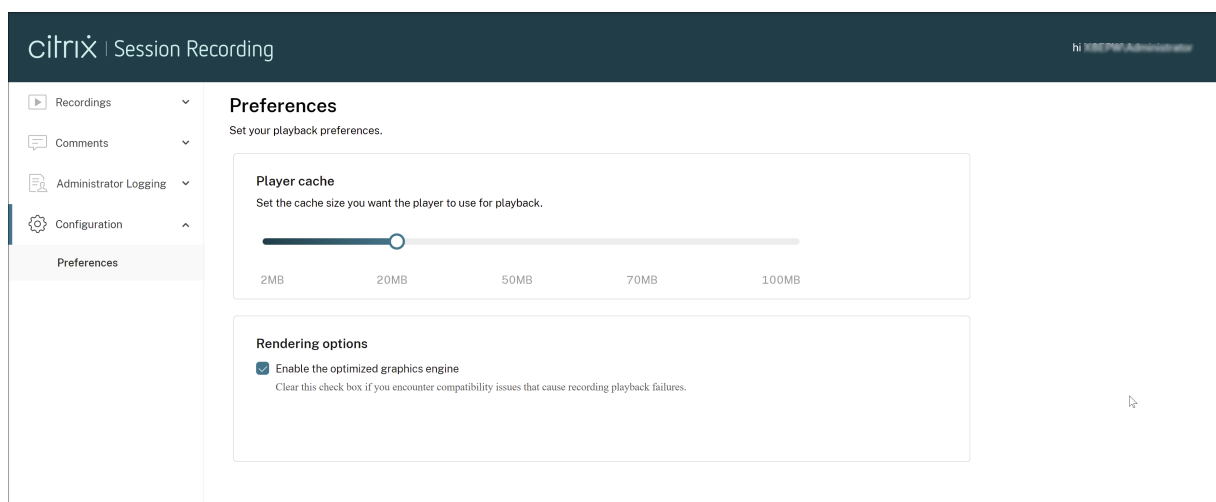 citrix | Session Recording
hi
Recordings
Comments
Administrator Logging
Configuration
Preferences
Preferences
Set your playback preferences.
Player cache
Set the cache size you want the player to use for playback.
2MB 20MB 50MB 70MB 100MB
Rendering options
Enable the optimized graphics engine
Clear this check box if you encounter compatibility issues that cause recording playback failures.